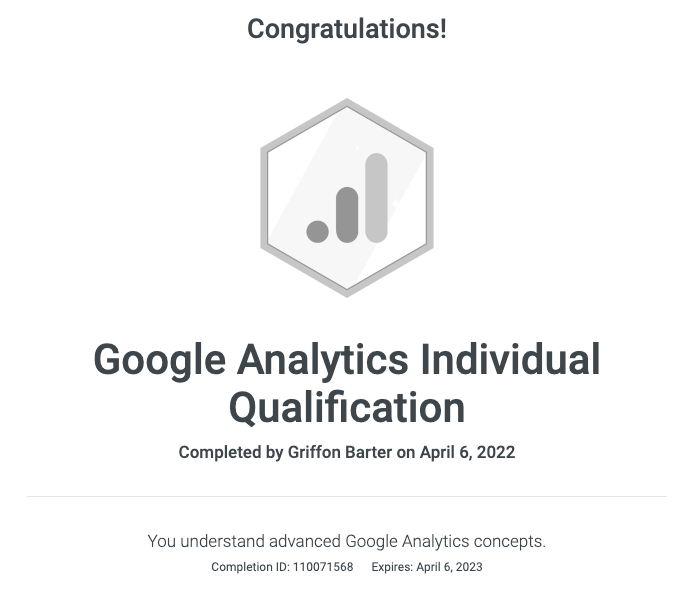 Congratulations!
Google Analytics Individual
Qualification
Completed by Griffon Barter on April 6, 2022
You understand advanced Google Analytics concepts.
Completion ID: 110071568 Expires: April 6, 2023